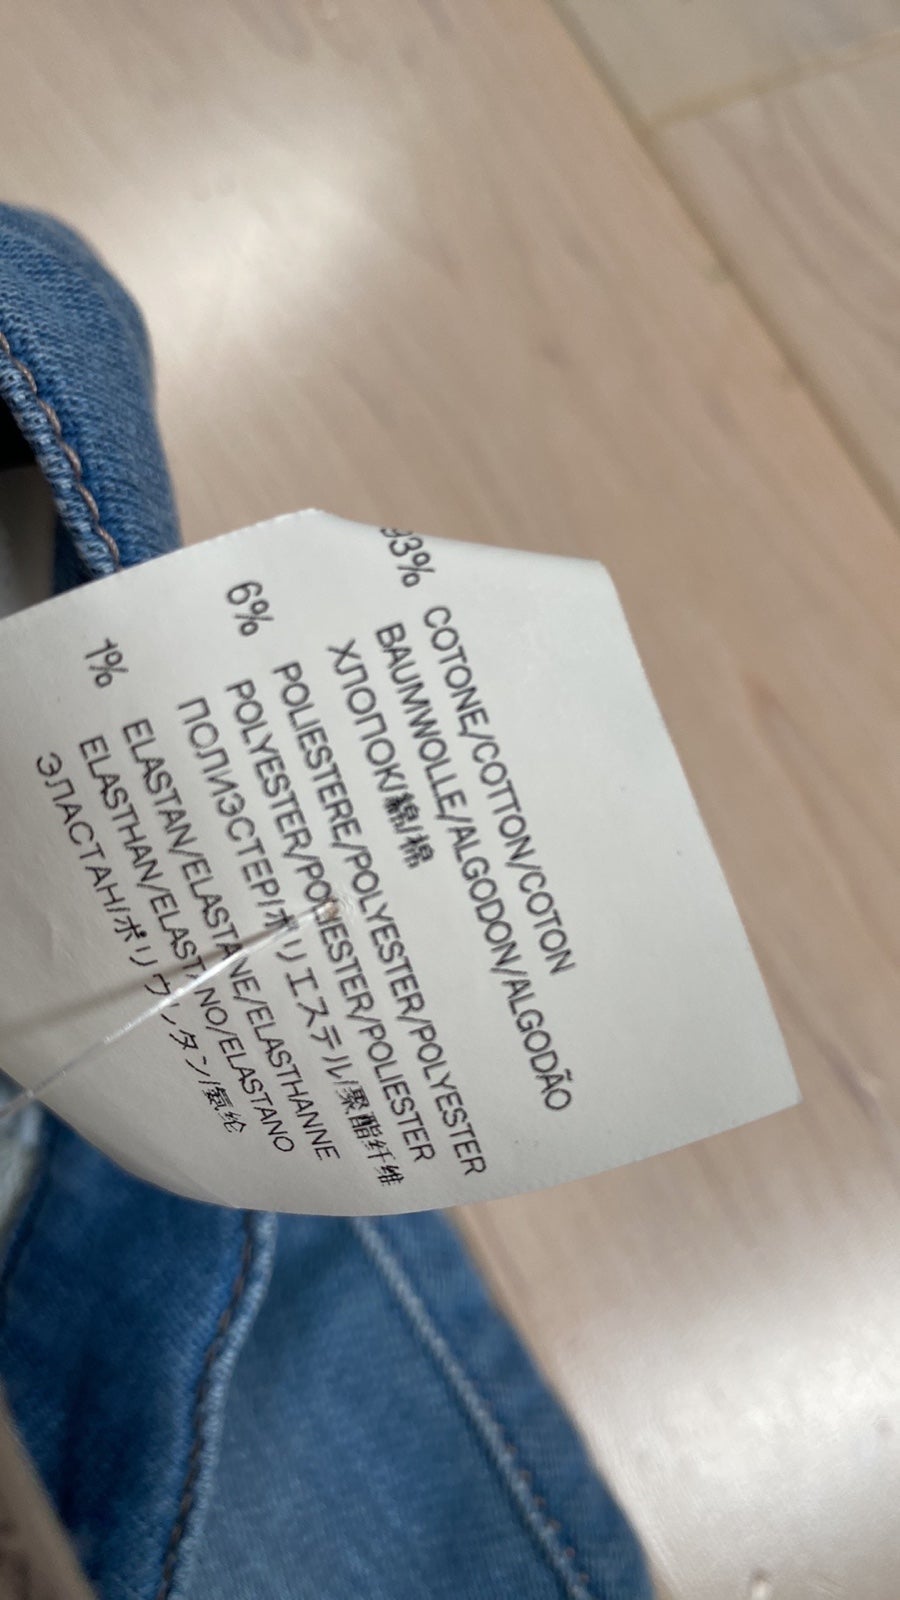 93% COTONE/COTTON/COTON
BAUMWOLLE/ALGODON/ALGODÃO
ХЛОПОК/綿/棉
6% POLIESTERE/POLYESTER/POLYESTER
POLYESTER/POLIESTER/POLIESTER
ПОЛИЭСТЕР/ポリエステル/聚酯纤维
1% ELASTAN/ELASTANE/ELASTHANNE
ELASTHAN/ELASTANO/ELASTANO
ЭЛАСТАН/ポリウレタン/氨纶